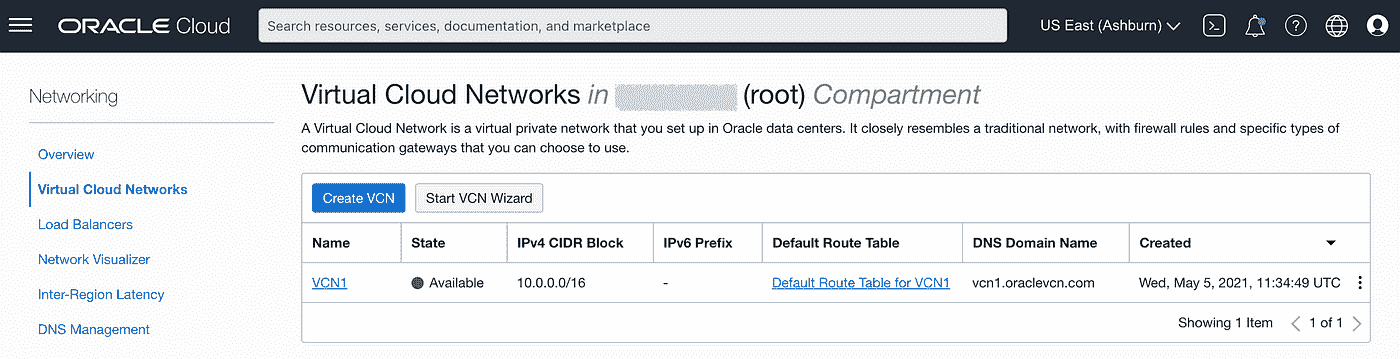 ORACLE Cloud
Search resources, services, documentation, and marketplace
US East (Ashburn)
Networking
Overview
Virtual Cloud Networks
Load Balancers
Network Visualizer
Inter-Region Latency
DNS Management
Virtual Cloud Networks in (root) Compartment
A Virtual Cloud Network is a virtual private network that you set up in Oracle data centers. It closely resembles a traditional network, with firewall rules and specific types of
communication gateways that you can choose to use.
Create VCN Start VCN Wizard
Name State IPv4 CIDR Block IPv6 Prefix Default Route Table DNS Domain Name Created
VCN1 Available 10.0.0.0/16 - Default Route Table for VCN1 vcn1.oraclevcn.com Wed, May 5, 2021, 11:34:49 UTC
Showing 1 Item 1 of 1